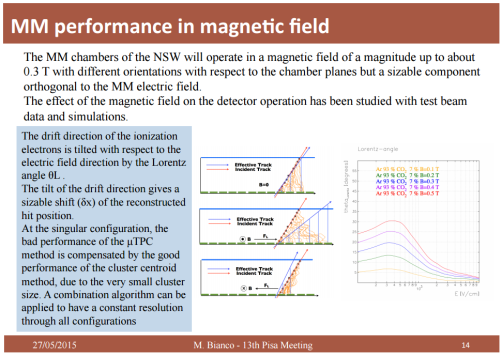 MM performance in magnetic field
The MM chambers of the NSW will operate in a magnetic field of a magnitude up to about
0.3 T with different orientations with respect to the chamber planes but a sizable component
orthogonal to the MM electric field.
The effect of the magnetic field on the detector operation has been studied with test beam
data and simulations.
The drift direction of the ionization
electrons is tilted with respect to the
electric field direction by the Lorentz
angle θL .
The tilt of the drift direction gives a
sizable shift (δx) of the reconstructed
hit position.
At the singular configuration, the
bad performance of the µTPC
method is compensated by the good
performance of the cluster centroid
method, due to the very small cluster
size. A combination algorithm can be
applied to have a constant resolution
through all configurations
Effective Track
Incident Track
B=0
Effective Track
Incident Track
B
FL
Effective Track
Incident Track
B
FL
Lorentz-angle
Ar 93 % CO2 7 % B=0.1 T
Ar 93 % CO2 7 % B=0.2 T
Ar 93 % CO2 7 % B=0.3 T
Ar 93 % CO2 7 % B=0.4 T
Ar 93 % CO2 7 % B=0.5 T
E [V/cm]
27/05/2015
M. Bianco - 13th Pisa Meeting
14